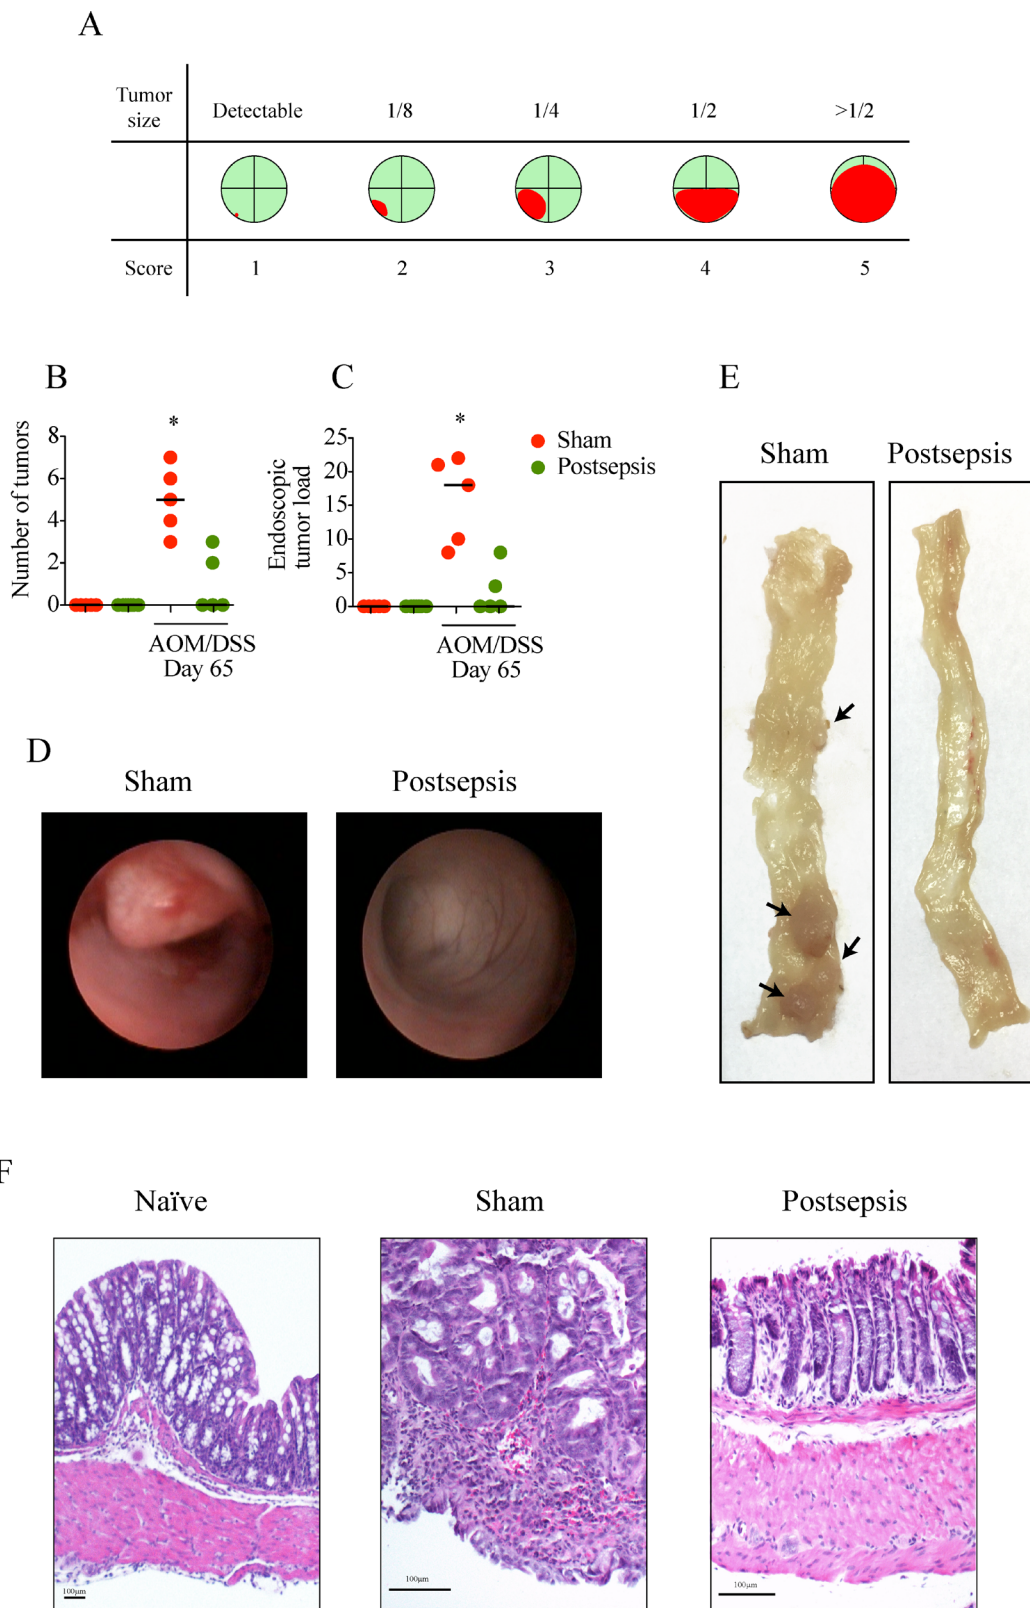 A
Tumor size
Detectable 1/8 1/4 1/2 >1/2
Score 1 2 3 4 5
B
Number of tumors
8
6
4
2
0
*
AOM/DSS
Day 65
C
Endoscopic
tumor load
25
20
15
10
5
0
*
AOM/DSS
Day 65
Sham
Postsepsis
D
Sham Postsepsis
E
Sham Postsepsis
F
Naïve Sham Postsepsis
100µm 100µm 100µm